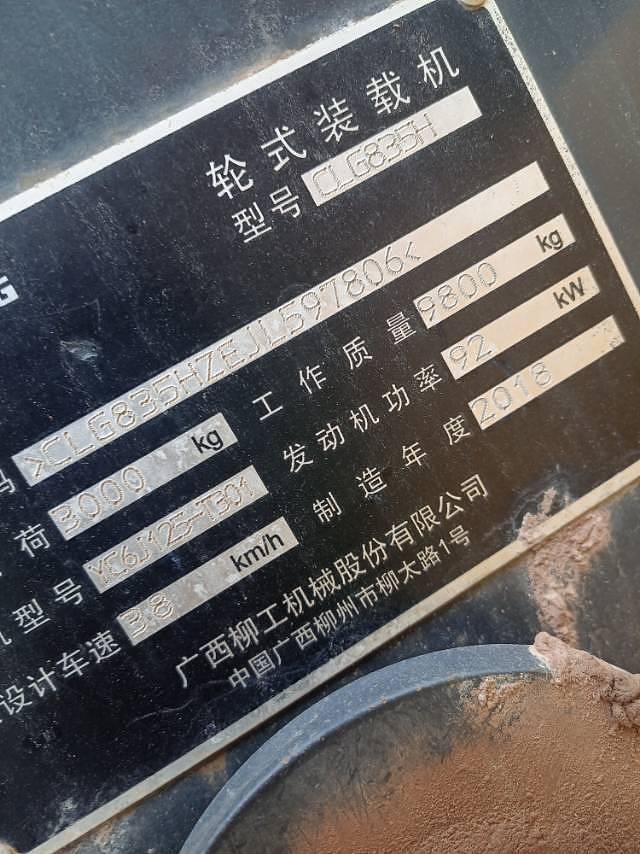 轮式装载机
型号 CLG835H
G
码 >CLG835HZEJL597806<
荷 3000 kg 工作质量 9800 kg
机型号 YC6J125-T301 发动机功率 92 kW
设计车速 38 km/h 制造年度 2018
广西柳工机械股份有限公司
中国广西柳州市柳太路1号